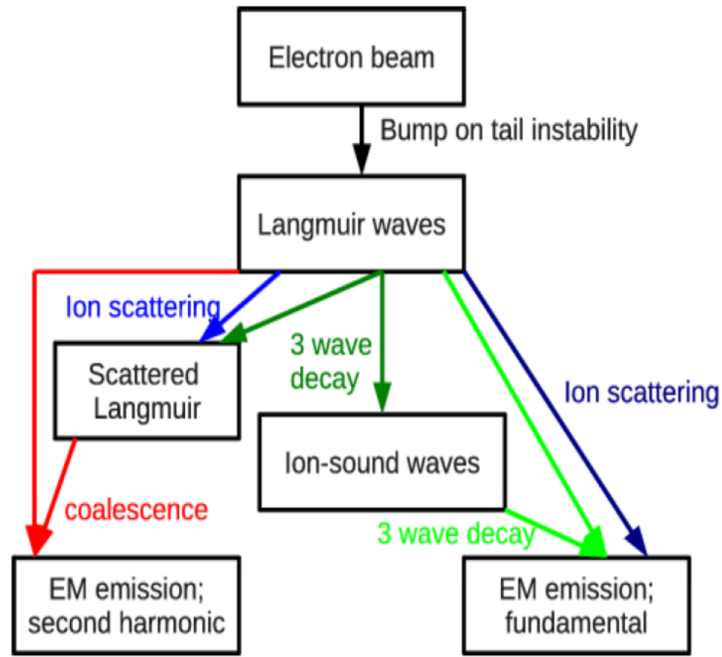 Electron beam
Bump on tail instability
Langmuir waves
Ion scattering
3 wave
decay
Scattered
Langmuir
Ion scattering
Ion-sound waves
coalescence
3 wave decay
EM emission;
second harmonic
EM emission;
fundamental